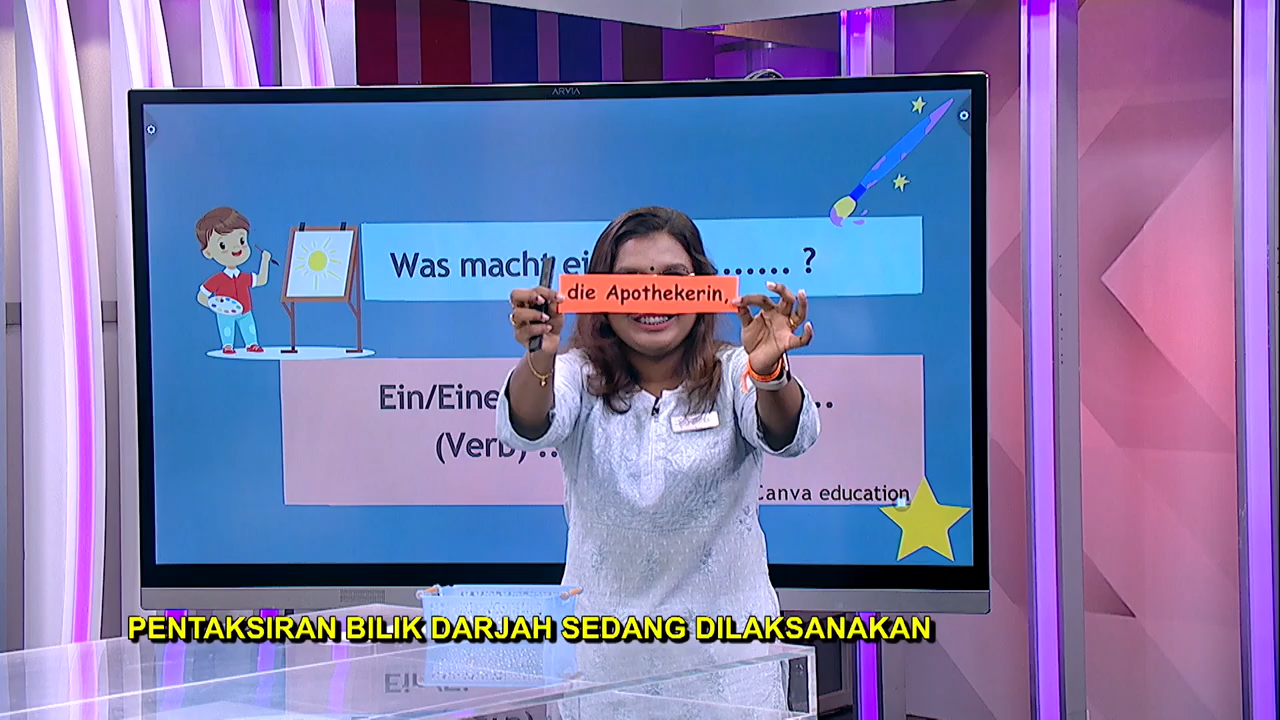 ARVIA
Was macht ei ...... ?
die Apothekerin,
Ein/Eine ..
(Verb) ..
Canva education
PENTAKSIRAN BILIK DARJAH SEDANG DILAKSANAKAN